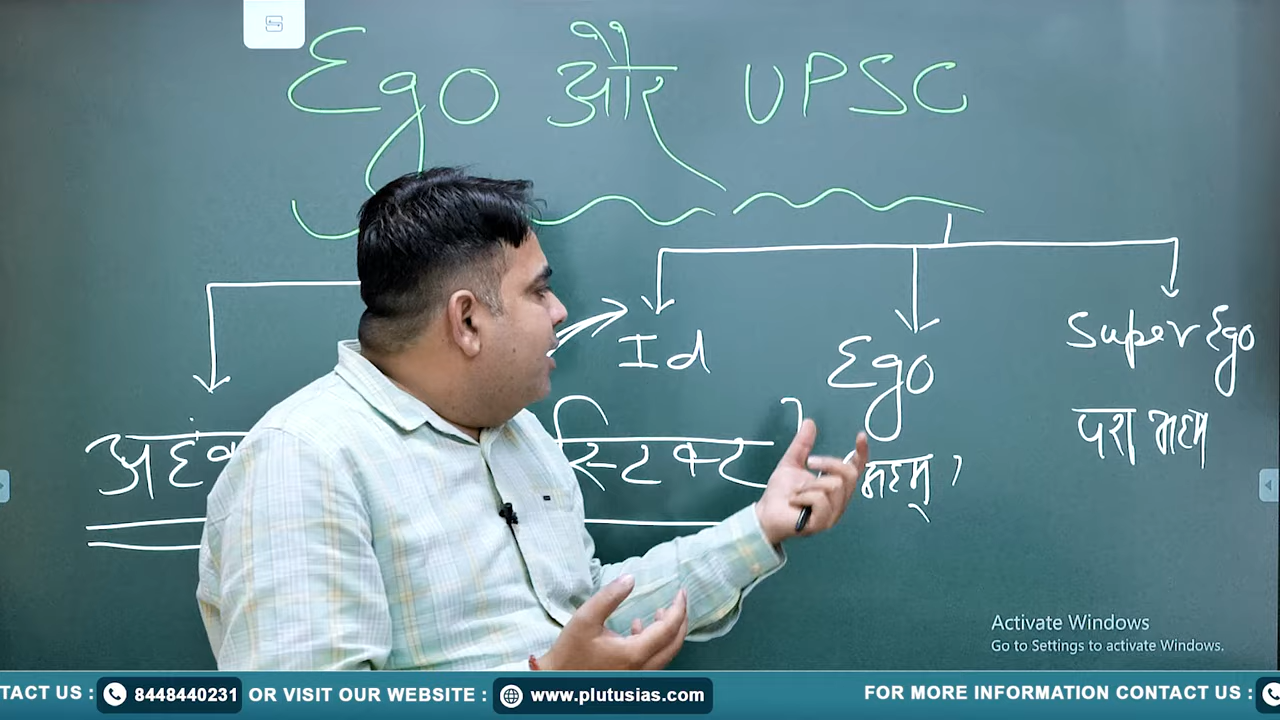 Ego और UPSC
Id
Ego
Super Ego
स्टिक्ट
अहम्
परा अहम
Activate Windows
Go to Settings to activate Windows.
TACT US : 8448440231 OR VISIT OUR WEBSITE : www.plutusias.com FOR MORE INFORMATION CONTACT US :